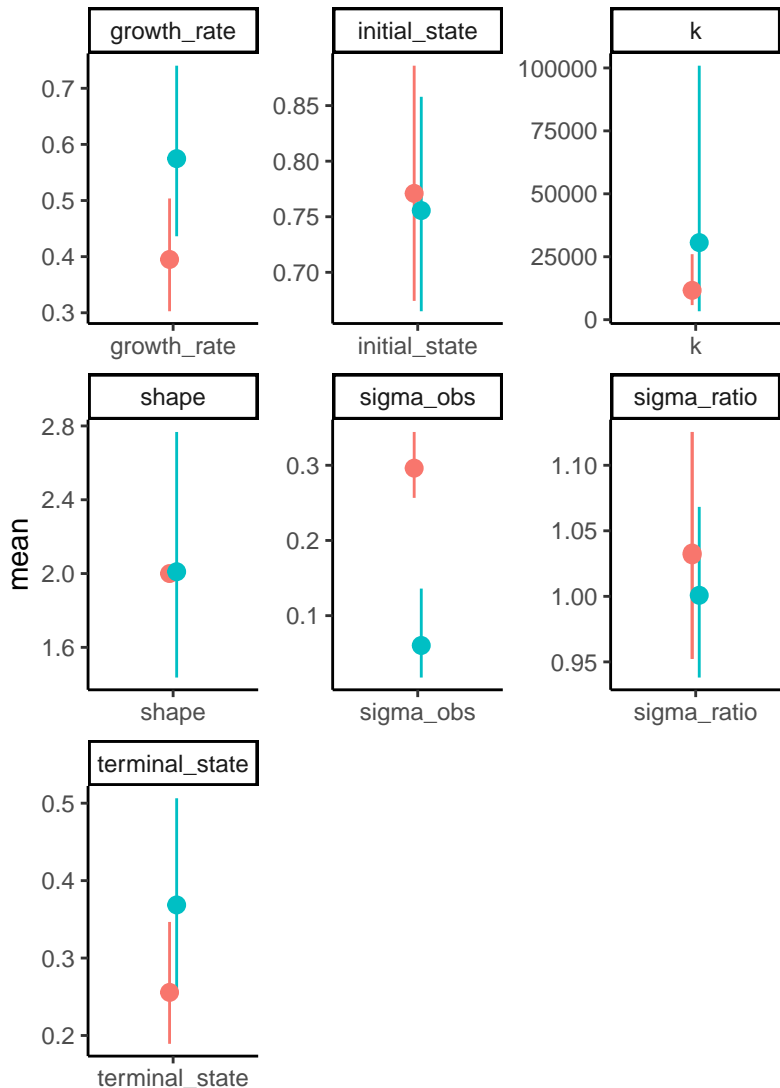 growth_rate
initial_state
k
0.7
0.6
0.5
0.4
0.3
0.85
0.80
0.75
0.70
100000
75000
50000
25000
0
growth_rate
initial_state
k
shape
sigma_obs
sigma_ratio
mean
2.8
2.4
2.0
1.6
0.3
0.2
0.1
1.10
1.05
1.00
0.95
shape
sigma_obs
sigma_ratio
terminal_state
0.5
0.4
0.3
0.2
terminal_state